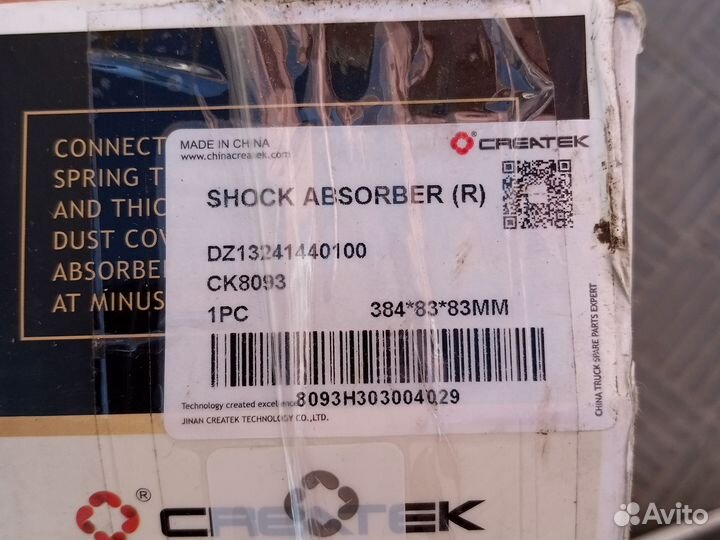 CONNECT
SPRING T
AND THIC
DUST COV
ABSORBE
AT MINUS
MADE IN CHINA
www.chinacreatek.com
® CREATEK
SHOCK ABSORBER (R)
DZ13241440100
CK8093
1PC 384*83*83MM
8093H303004029
Technology created excellence
JINAN CREATEK TECHNOLOGY CO.,LTD.
CHINA TRUCK SPARE PARTS EXPERT
® CREATEK
Avito